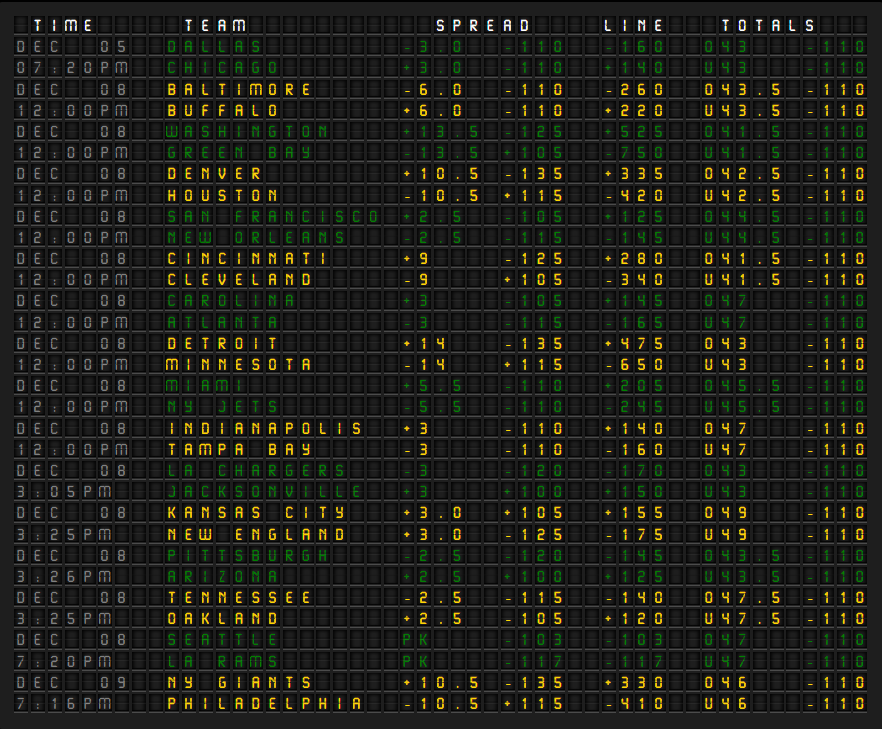 TIME TEAM SPREAD LINE TOTALS
DEC 05 DALLAS -3.0 -110 -160 O43 -110
07:20PM CHICAGO +3.0 -110 +140 U43 -110
DEC 08 BALTIMORE -6.0 -110 -260 O43.5 -110
12:00PM BUFFALO +6.0 -110 +220 U43.5 -110
DEC 08 WASHINGTON +13.5 -125 +525 O41.5 -110
12:00PM GREEN BAY -13.5 +105 -750 U41.5 -110
DEC 08 DENVER +10.5 -135 +335 O42.5 -110
12:00PM HOUSTON -10.5 +115 -420 U42.5 -110
DEC 08 SAN FRANCISCO +2.5 -105 +125 O44.5 -110
12:00PM NEW ORLEANS -2.5 -115 -145 U44.5 -110
DEC 08 CINCINNATI +9 -125 +280 O41.5 -110
12:00PM CLEVELAND -9 +105 -340 U41.5 -110
DEC 08 CAROLINA +3 -105 +145 O47 -110
12:00PM ATLANTA -3 -115 -165 U47 -110
DEC 08 DETROIT +14 -135 +475 O43 -110
12:00PM MINNESOTA -14 +115 -650 U43 -110
DEC 08 MIAMI +5.5 -110 +205 O45.5 -110
12:00PM NY JETS -5.5 -110 -245 U45.5 -110
DEC 08 INDIANAPOLIS +3 -110 +140 O47 -110
12:00PM TAMPA BAY -3 -110 -160 U47 -110
DEC 08 LA CHARGERS -3 -120 -170 O43 -110
3:05PM JACKSONVILLE +3 +100 +150 U43 -110
DEC 08 KANSAS CITY +3.0 +105 +155 O49 -110
3:25PM NEW ENGLAND +3.0 -125 -175 U49 -110
DEC 08 PITTSBURGH -2.5 -120 -145 O43.5 -110
3:26PM ARIZONA +2.5 +100 +125 U43.5 -110
DEC 08 TENNESSEE -2.5 -115 -140 O47.5 -110
3:25PM OAKLAND +2.5 -105 +120 U47.5 -110
DEC 08 SEATTLE PK -103 -103 O47 -110
7:20PM LA RAMS PK -117 -117 U47 -110
DEC 09 NY GIANTS +10.5 -135 +330 O46 -110
7:16PM PHILADELPHIA -10.5 +115 -410 U46 -110